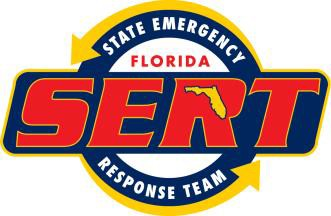 STATE EMERGENCY
FLORIDA
SERT
RESPONSE TEAM